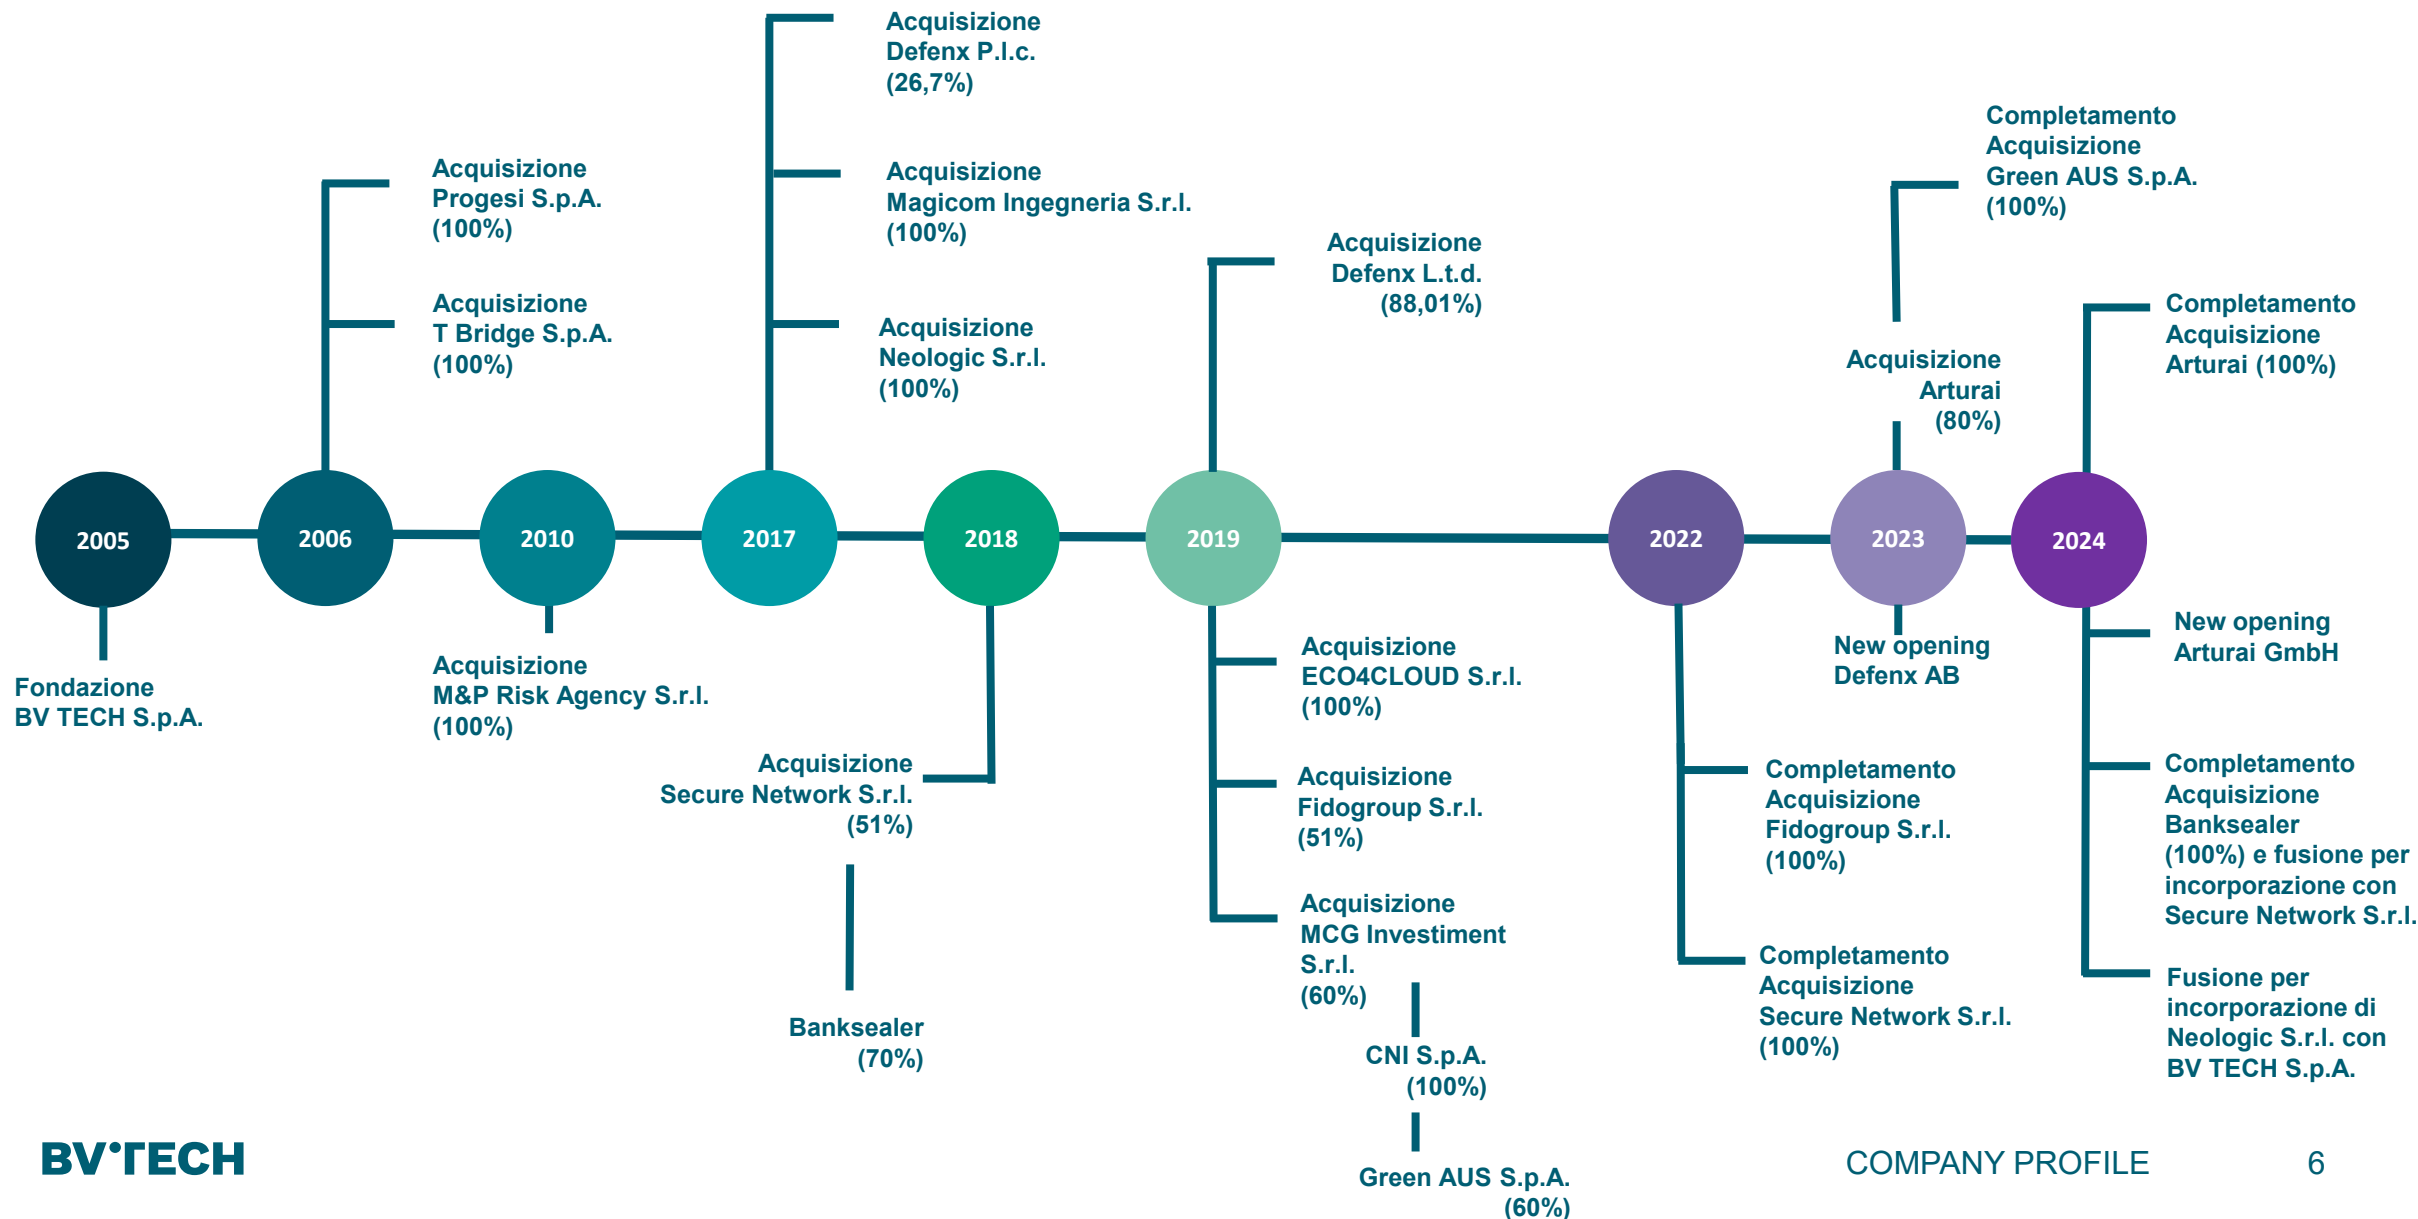 Acquisizione
Defenx P.l.c.
(26,7%)
Acquisizione
Progesi S.p.A.
(100%)
Acquisizione
Magicom Ingegneria S.r.l.
(100%)
Completamento
Acquisizione
Green AUS S.p.A.
(100%)
Acquisizione
Defenx L.t.d.
(88,01%)
Acquisizione
T Bridge S.p.A.
(100%)
Acquisizione
Neologic S.r.l.
(100%)
Acquisizione
Arturai
(80%)
Completamento
Acquisizione
Arturai (100%)
2005
2006
2010
2017
2018
2019
2022
2023
2024
Fondazione
BV TECH S.p.A.
Acquisizione
M&P Risk Agency S.r.l.
(100%)
Acquisizione
Secure Network S.r.l.
(51%)
Banksealer
(70%)
Acquisizione
ECO4CLOUD S.r.l.
(100%)
Acquisizione
Fidogroup S.r.l.
(51%)
Acquisizione
MCG Investiment
S.r.l.
(60%)
CNI S.p.A.
(100%)
Green AUS S.p.A.
(60%)
Completamento
Acquisizione
Fidogroup S.r.l.
(100%)
Completamento
Acquisizione
Secure Network S.r.l.
(100%)
New opening
Defenx AB
New opening
Arturai GmbH
Completamento
Acquisizione
Banksealer
(100%) e fusione per
incorporazione con
Secure Network S.r.l.
Fusione per
incorporazione di
Neologic S.r.l. con
BV TECH S.p.A.
BV TECH
COMPANY PROFILE
6